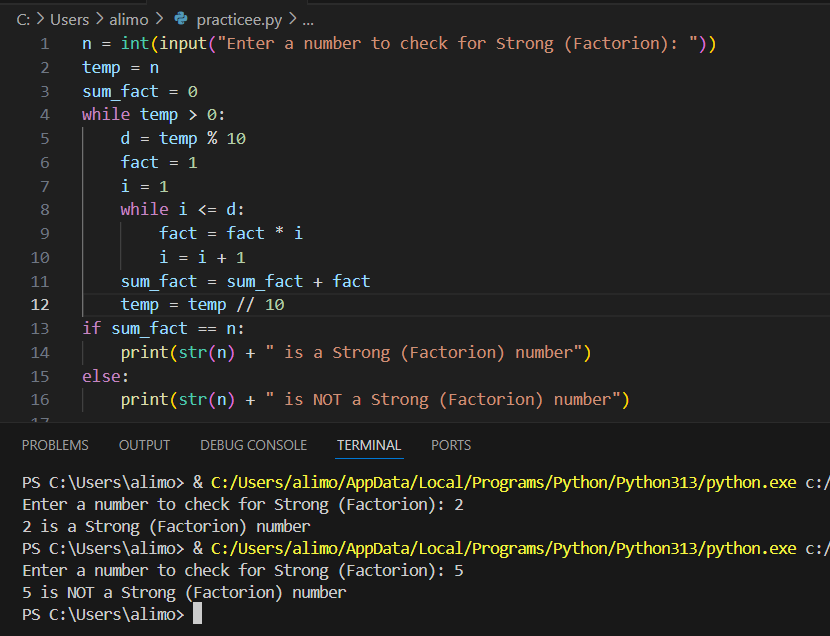 C: > Users > alimo > practicee.py > ...
1 n = int(input("Enter a number to check for Strong (Factorion): "))
2 temp = n
3 sum_fact = 0
4 while temp > 0:
5     d = temp % 10
6     fact = 1
7     i = 1
8     while i <= d:
9         fact = fact * i
10         i = i + 1
11     sum_fact = sum_fact + fact
12     temp = temp // 10
13 if sum_fact == n:
14     print(str(n) + " is a Strong (Factorion) number")
15 else:
16     print(str(n) + " is NOT a Strong (Factorion) number")
17
PROBLEMS OUTPUT DEBUG CONSOLE TERMINAL PORTS
PS C:\Users\alimo> & C:/Users/alimo/AppData/Local/Programs/Python/Python313/python.exe c:/
Enter a number to check for Strong (Factorion): 2
2 is a Strong (Factorion) number
PS C:\Users\alimo> & C:/Users/alimo/AppData/Local/Programs/Python/Python313/python.exe c:/
Enter a number to check for Strong (Factorion): 5
5 is NOT a Strong (Factorion) number
PS C:\Users\alimo>